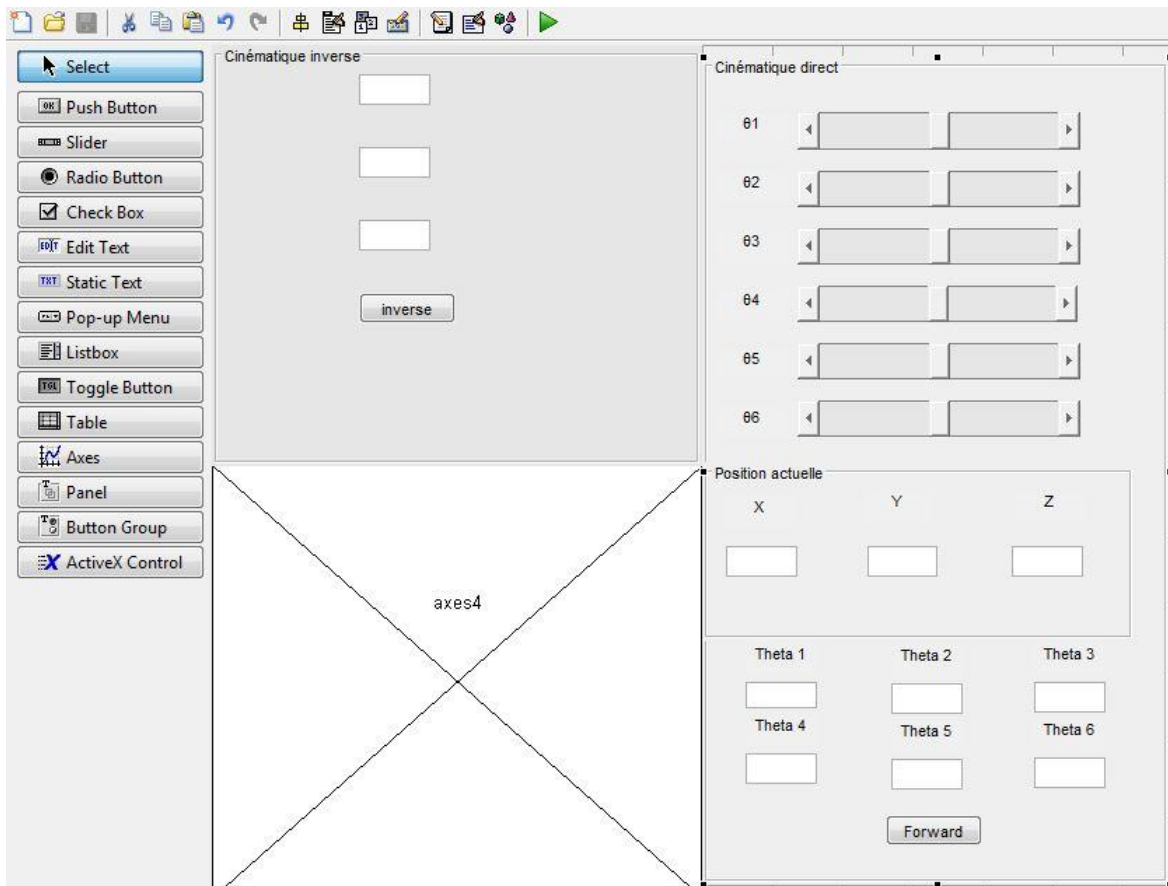 Select
Push Button
Slider
Radio Button
Check Box
Edit Text
Static Text
Pop-up Menu
Listbox
Toggle Button
Table
Axes
Panel
Button Group
ActiveX Control
Cinématique inverse
inverse
axes4
Cinématique direct
θ1
θ2
θ3
θ4
θ5
θ6
Position actuelle
X Y Z
Theta 1 Theta 2 Theta 3
Theta 4 Theta 5 Theta 6
Forward